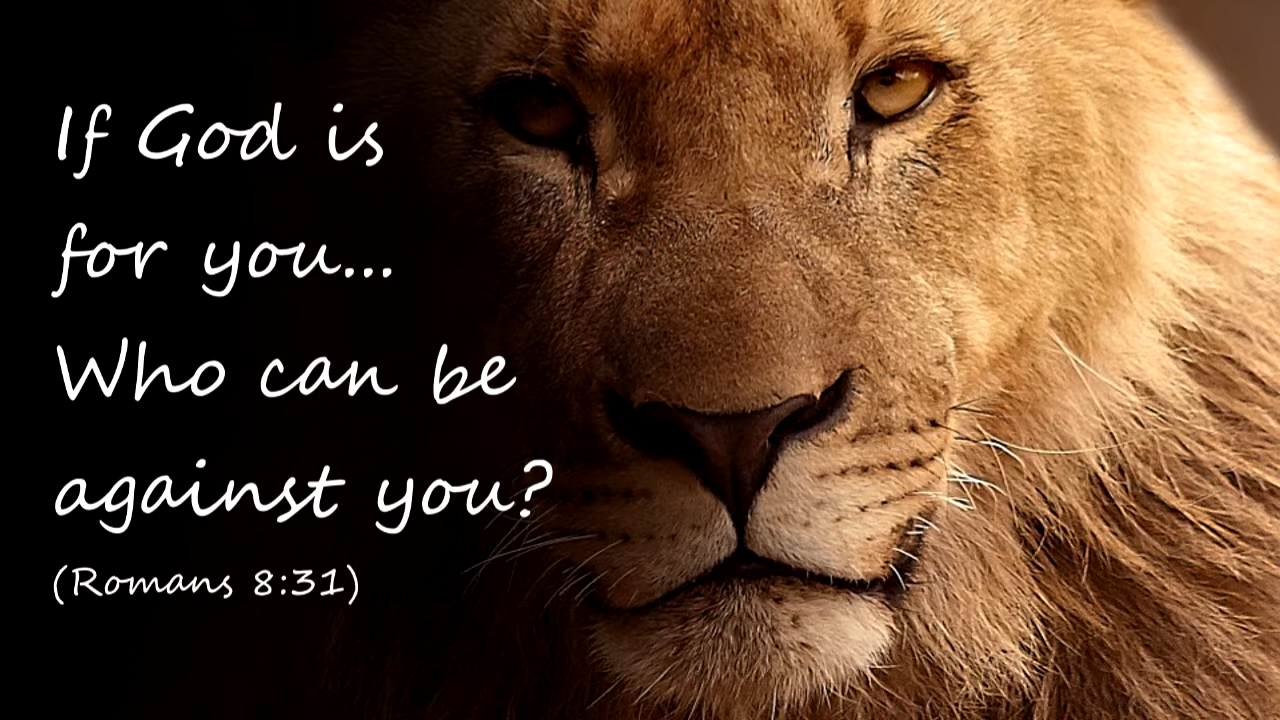 If God is
for you...
Who can be
against you?
(Romans 8:31)